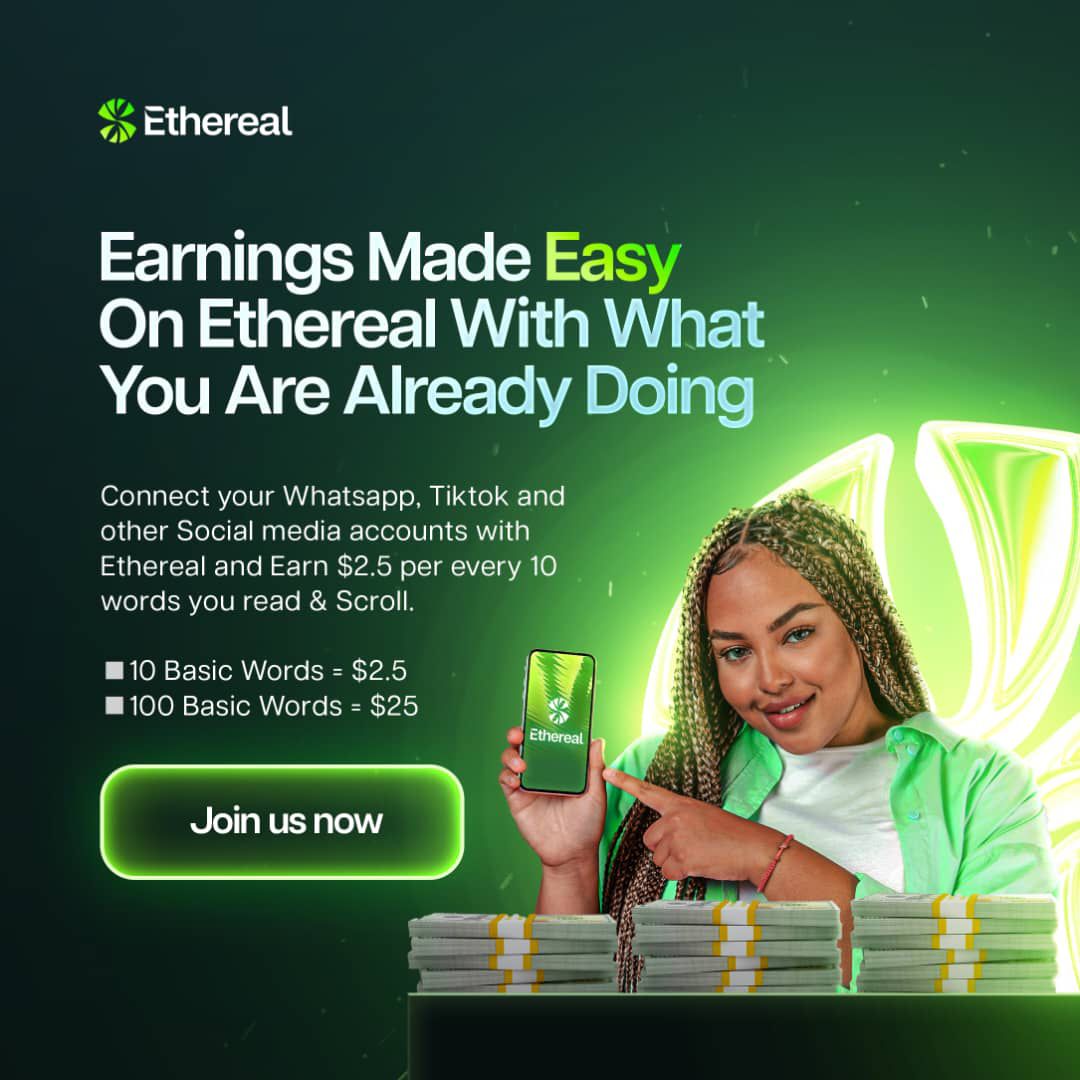 Ethereal
Earnings Made Easy
On Ethereal With What
You Are Already Doing
Connect your Whatsapp, Tiktok and
other Social media accounts with
Ethereal and Earn $2.5 per every 10
words you read & Scroll.
10 Basic Words = $2.5
100 Basic Words = $25
Ethereal
Join us now